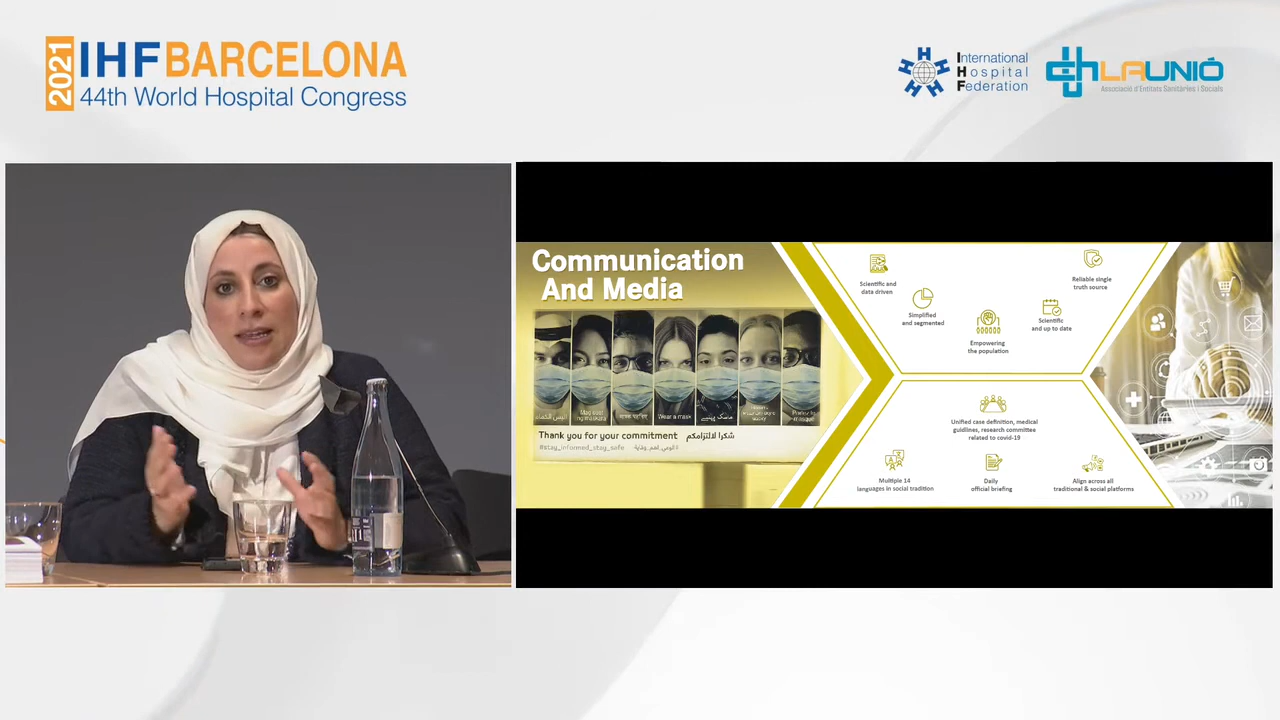 2021
IHF BARCELONA
44th World Hospital Congress
International
Hospital
Federation
LAUNIÓ
Associació d'Entitats Sanitàries i Socials
Communication
And Media
Wear a mask
Thank you for your commitment شكرا لالتزامكم
#stay_informed_stay_safe
Scientific and
data driven
Simplified
and segmented
Empowering
the population
Scientific
and up to date
Reliable single
truth source
Unified case definition, medical
guidlines, research committee
related to covid-19
Multiple 14
languages in social tradition
Daily
official briefing
Align across all
traditional & social platforms